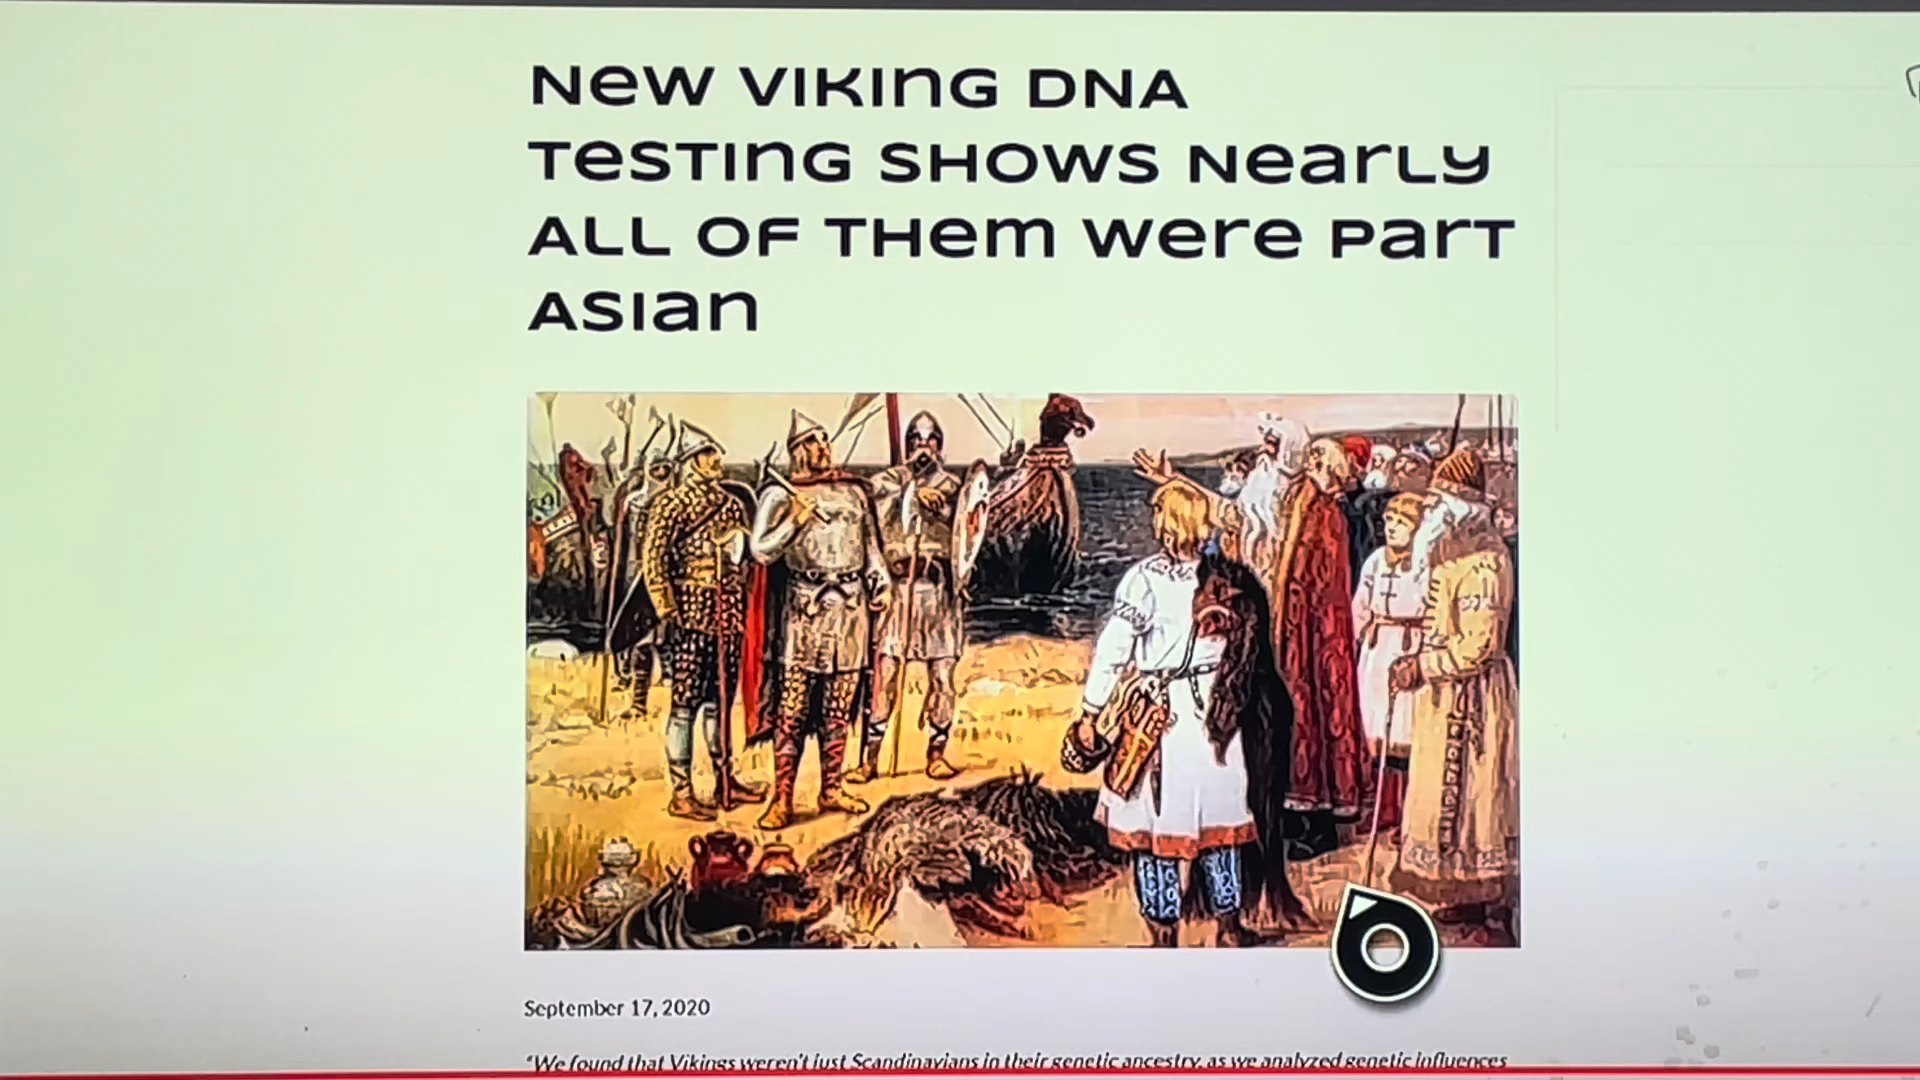 New Viking DNA
Testing Shows Nearly
All of Them Were Part
Asian
September 17, 2020
"We found that Vikings weren't just Scandinavians in their genetic ancestry, as we analyzed genetic influences